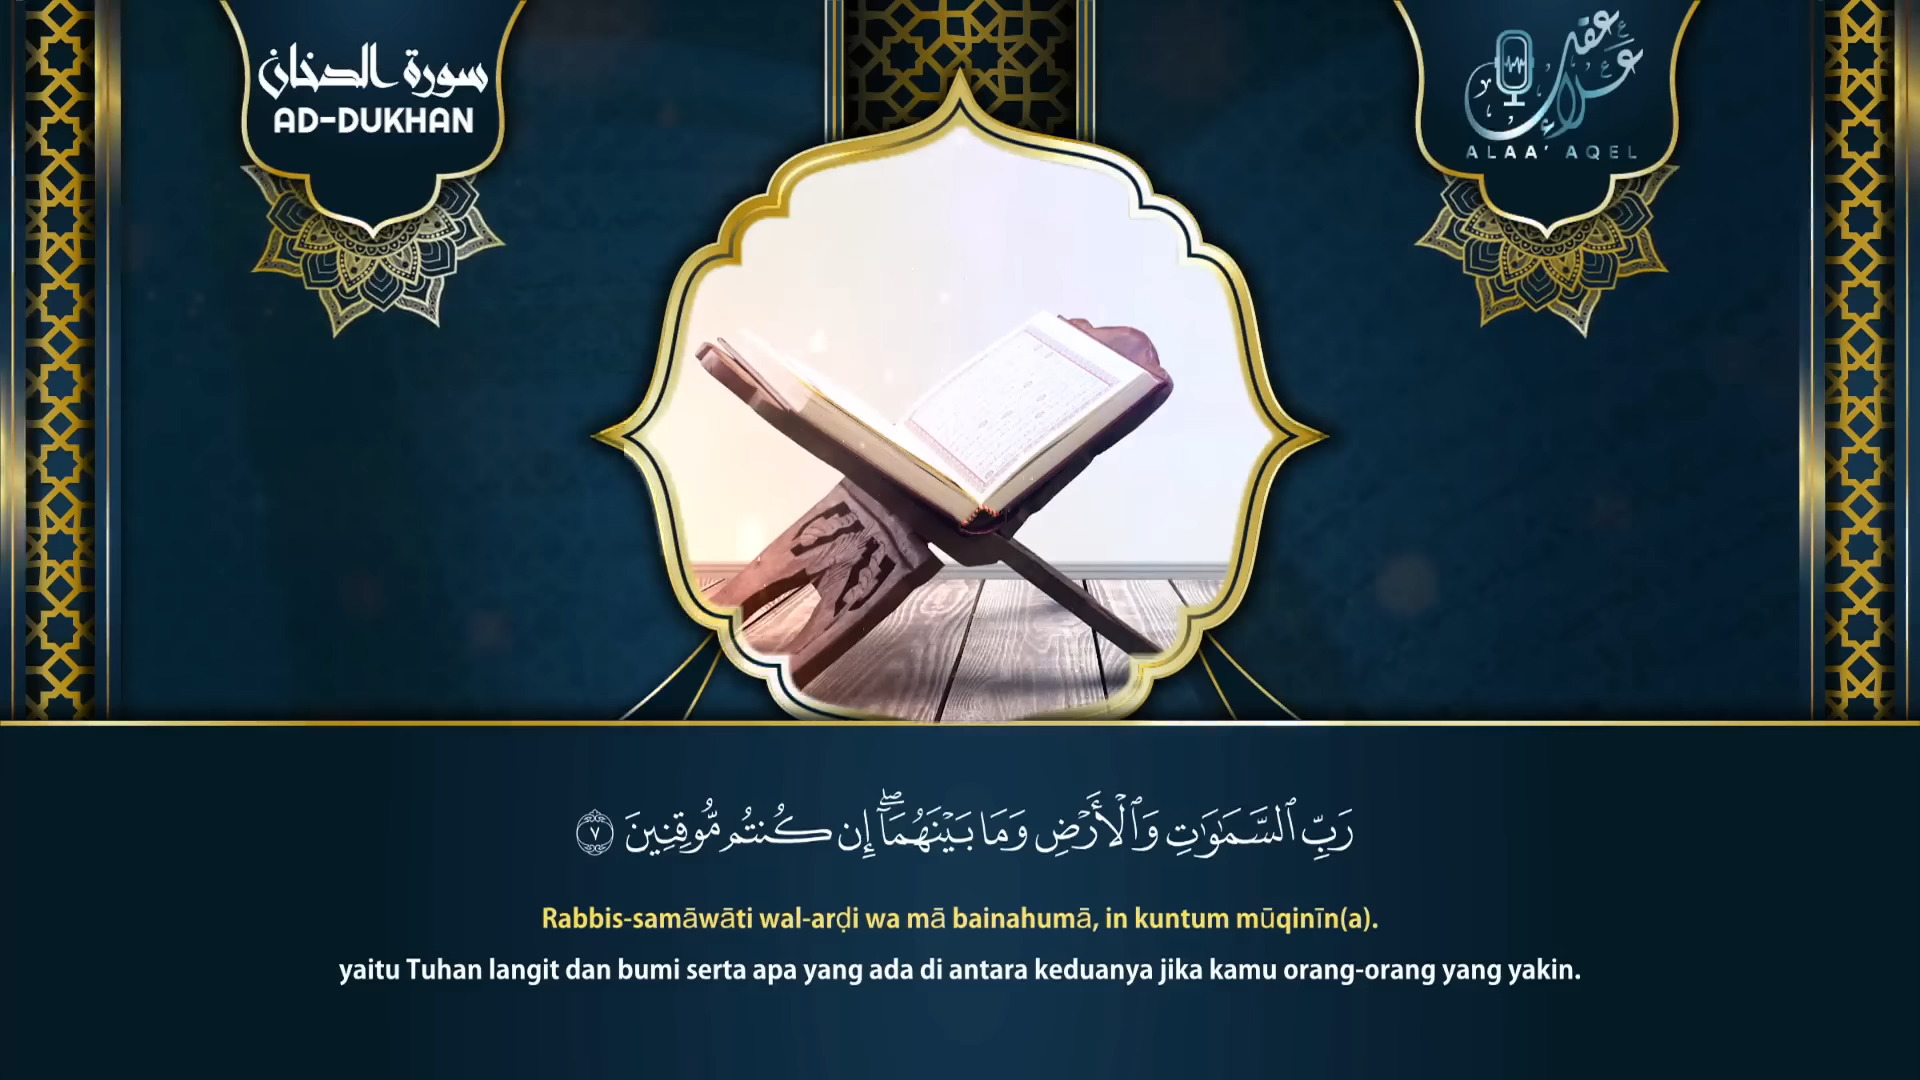 سورة الدخان
AD-DUKHAN
علاء عقل
ALAA' AQEL
رَبِّ ٱلسَّمَٰوَٰتِ وَٱلْأَرْضِ وَمَا بَيْنَهُمَآ ۖ إِن كُنتُم مُّوقِنِينَ ٧
Rabbis-samāwāti wal-arḍi wa mā bainahumā, in kuntum mūqinīn(a).
yaitu Tuhan langit dan bumi serta apa yang ada di antara keduanya jika kamu orang-orang yang yakin.